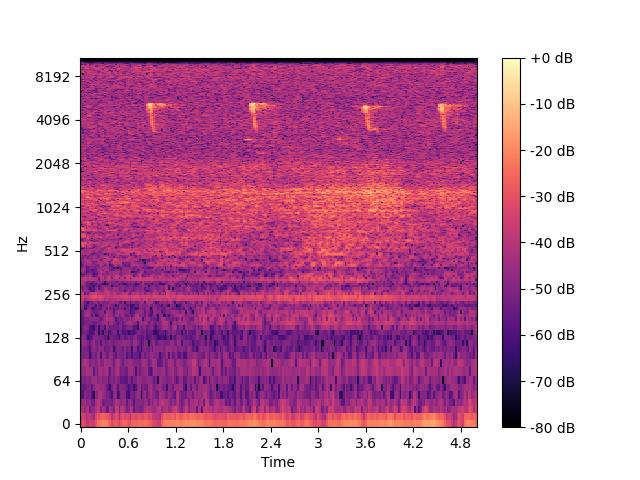 8192
4096
2048
1024
512
256
128
64
0
Hz
0 0.6 1.2 1.8 2.4 3 3.6 4.2 4.8
Time
+0 dB
-10 dB
-20 dB
-30 dB
-40 dB
-50 dB
-60 dB
-70 dB
-80 dB